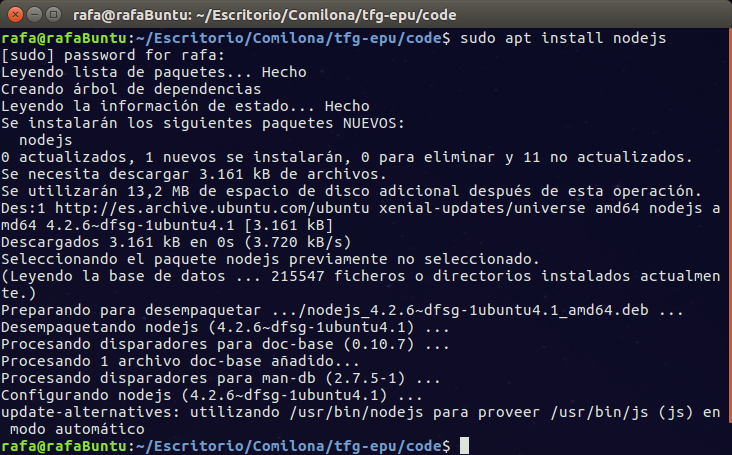 rafa@rafaBuntu: ~/Escritorio/Comilona/tfg-epu/code
rafa@rafaBuntu:~/Escritorio/Comilona/tfg-epu/code$ sudo apt install nodejs
[sudo] password for rafa:
Leyendo lista de paquetes... Hecho
Creando árbol de dependencias
Leyendo la información de estado... Hecho
Se instalarán los siguientes paquetes NUEVOS:
  nodejs
0 actualizados, 1 nuevos se instalarán, 0 para eliminar y 11 no actualizados.
Se necesita descargar 3.161 kB de archivos.
Se utilizarán 13,2 MB de espacio de disco adicional después de esta operación.
Des:1 http://es.archive.ubuntu.com/ubuntu xenial-updates/universe amd64 nodejs a
md64 4.2.6~dfsg-1ubuntu4.1 [3.161 kB]
Descargados 3.161 kB en 0s (3.720 kB/s)
Seleccionando el paquete nodejs previamente no seleccionado.
(Leyendo la base de datos ... 215547 ficheros o directorios instalados actualmen
te.)
Preparando para desempaquetar .../nodejs_4.2.6~dfsg-1ubuntu4.1_amd64.deb ...
Desempaquetando nodejs (4.2.6~dfsg-1ubuntu4.1) ...
Procesando disparadores para doc-base (0.10.7) ...
Procesando 1 archivo doc-base añadido...
Procesando disparadores para man-db (2.7.5-1) ...
Configurando nodejs (4.2.6~dfsg-1ubuntu4.1) ...
update-alternatives: utilizando /usr/bin/nodejs para proveer /usr/bin/js (js) en
 modo automático
rafa@rafaBuntu:~/Escritorio/Comilona/tfg-epu/code$